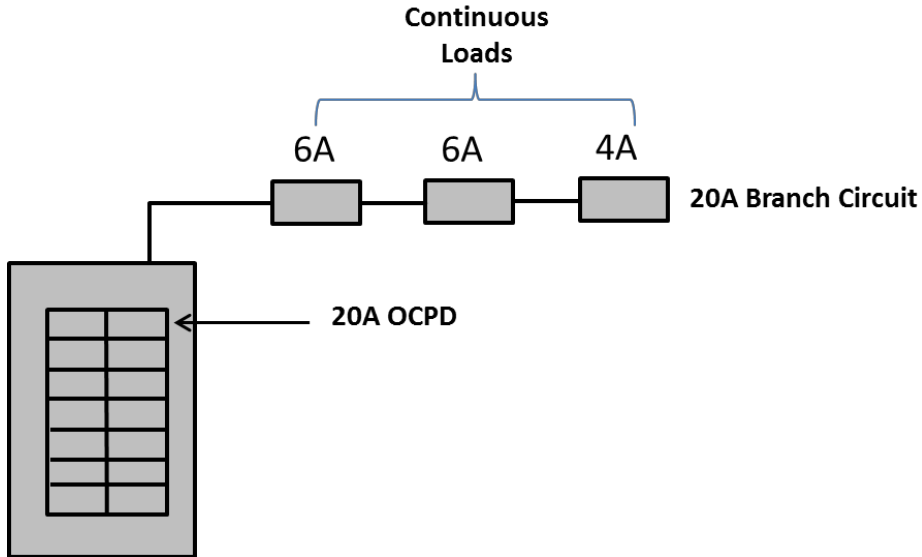 Continuous
Loads
6A
6A
4A
20A Branch Circuit
20A OCPD